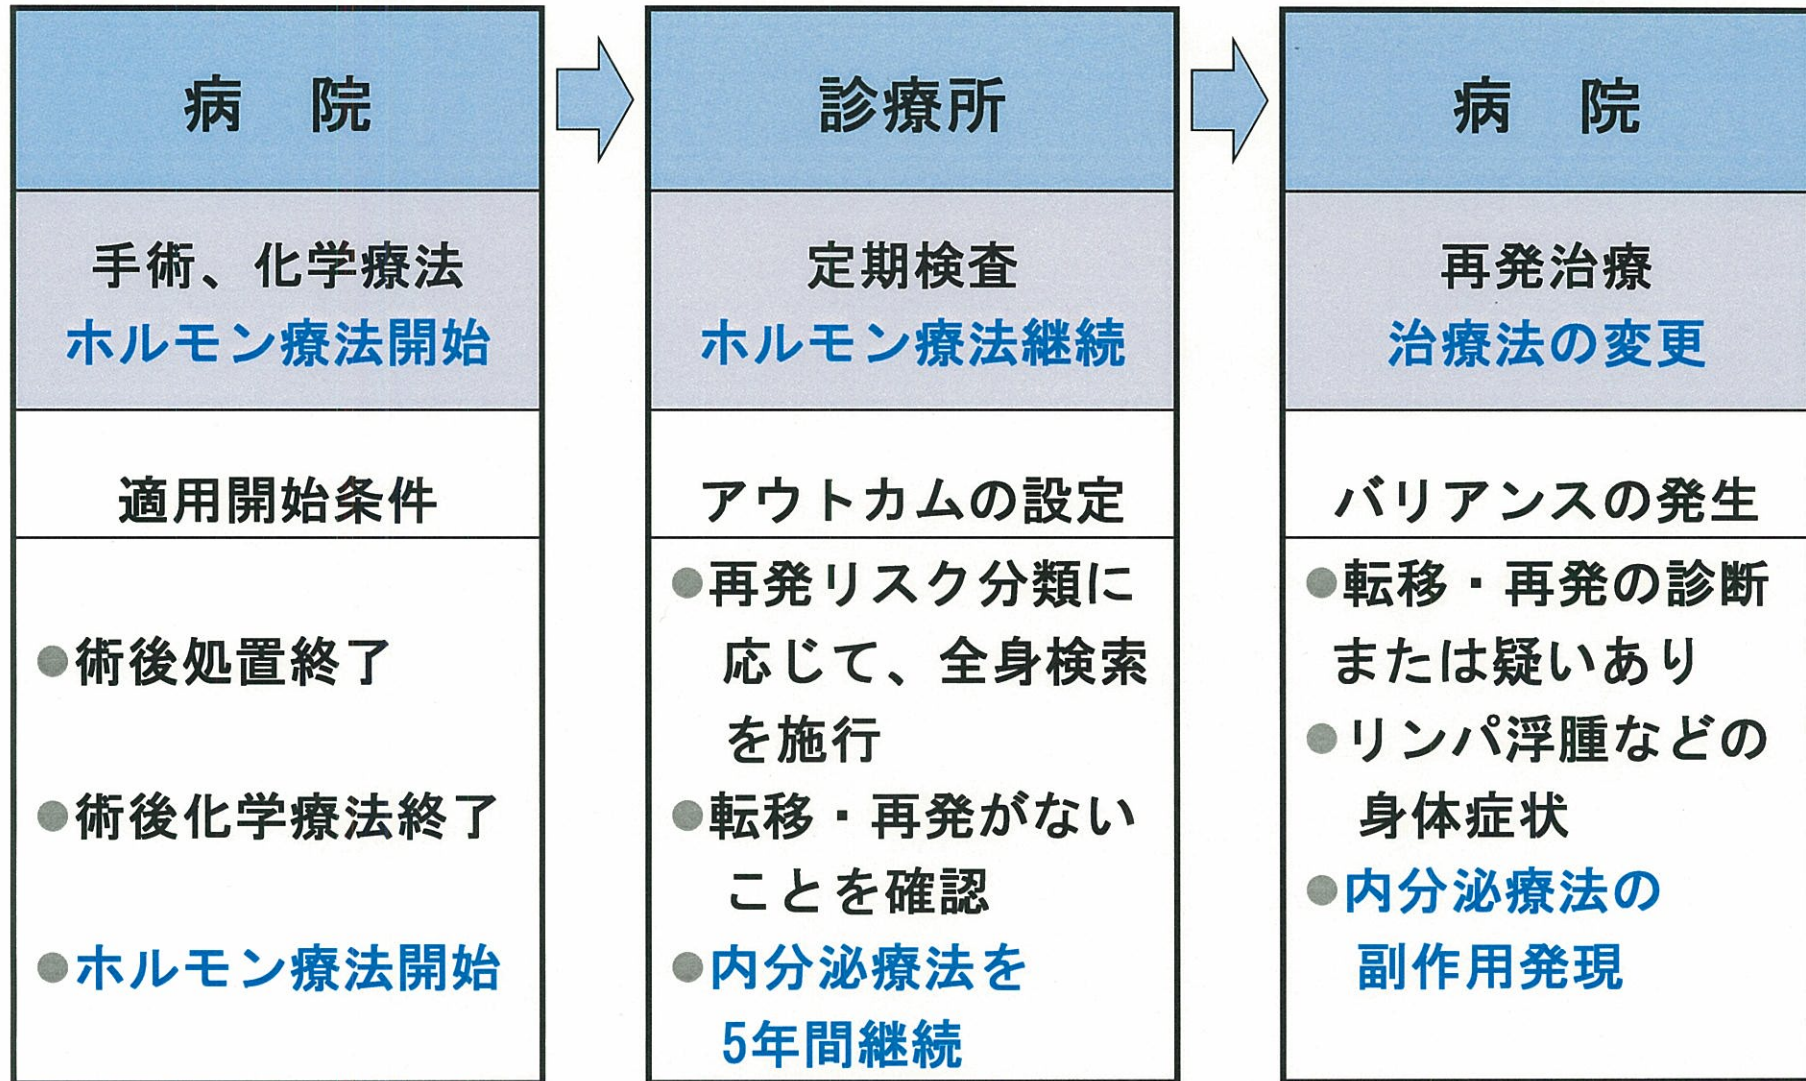 病　院
手術、化学療法
ホルモン療法開始
適用開始条件
●術後処置終了
●術後化学療法終了
●ホルモン療法開始
診療所
定期検査
ホルモン療法継続
アウトカムの設定
●再発リスク分類に
応じて、全身検索
を施行
●転移・再発がない
ことを確認
●内分泌療法を
5年間継続
病　院
再発治療
治療法の変更
バリアンスの発生
●転移・再発の診断
または疑いあり
●リンパ浮腫などの
身体症状
●内分泌療法の
副作用発現